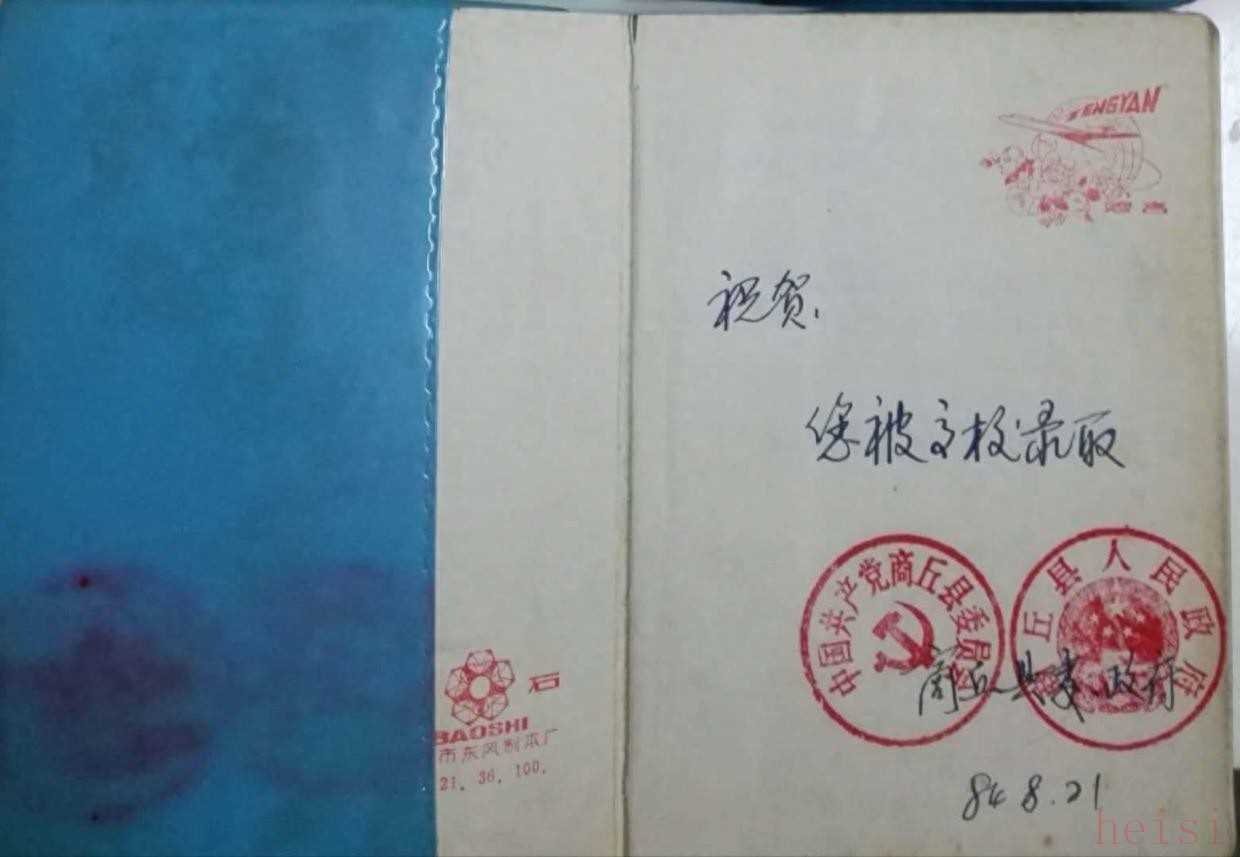 祝贺:
您被高校录取
中国共产党商丘县委员会
商丘县人民政府
商丘县委 政府
84.8.21
石
BAOSHI
市东风制本厂
21. 36. 100.
heisi